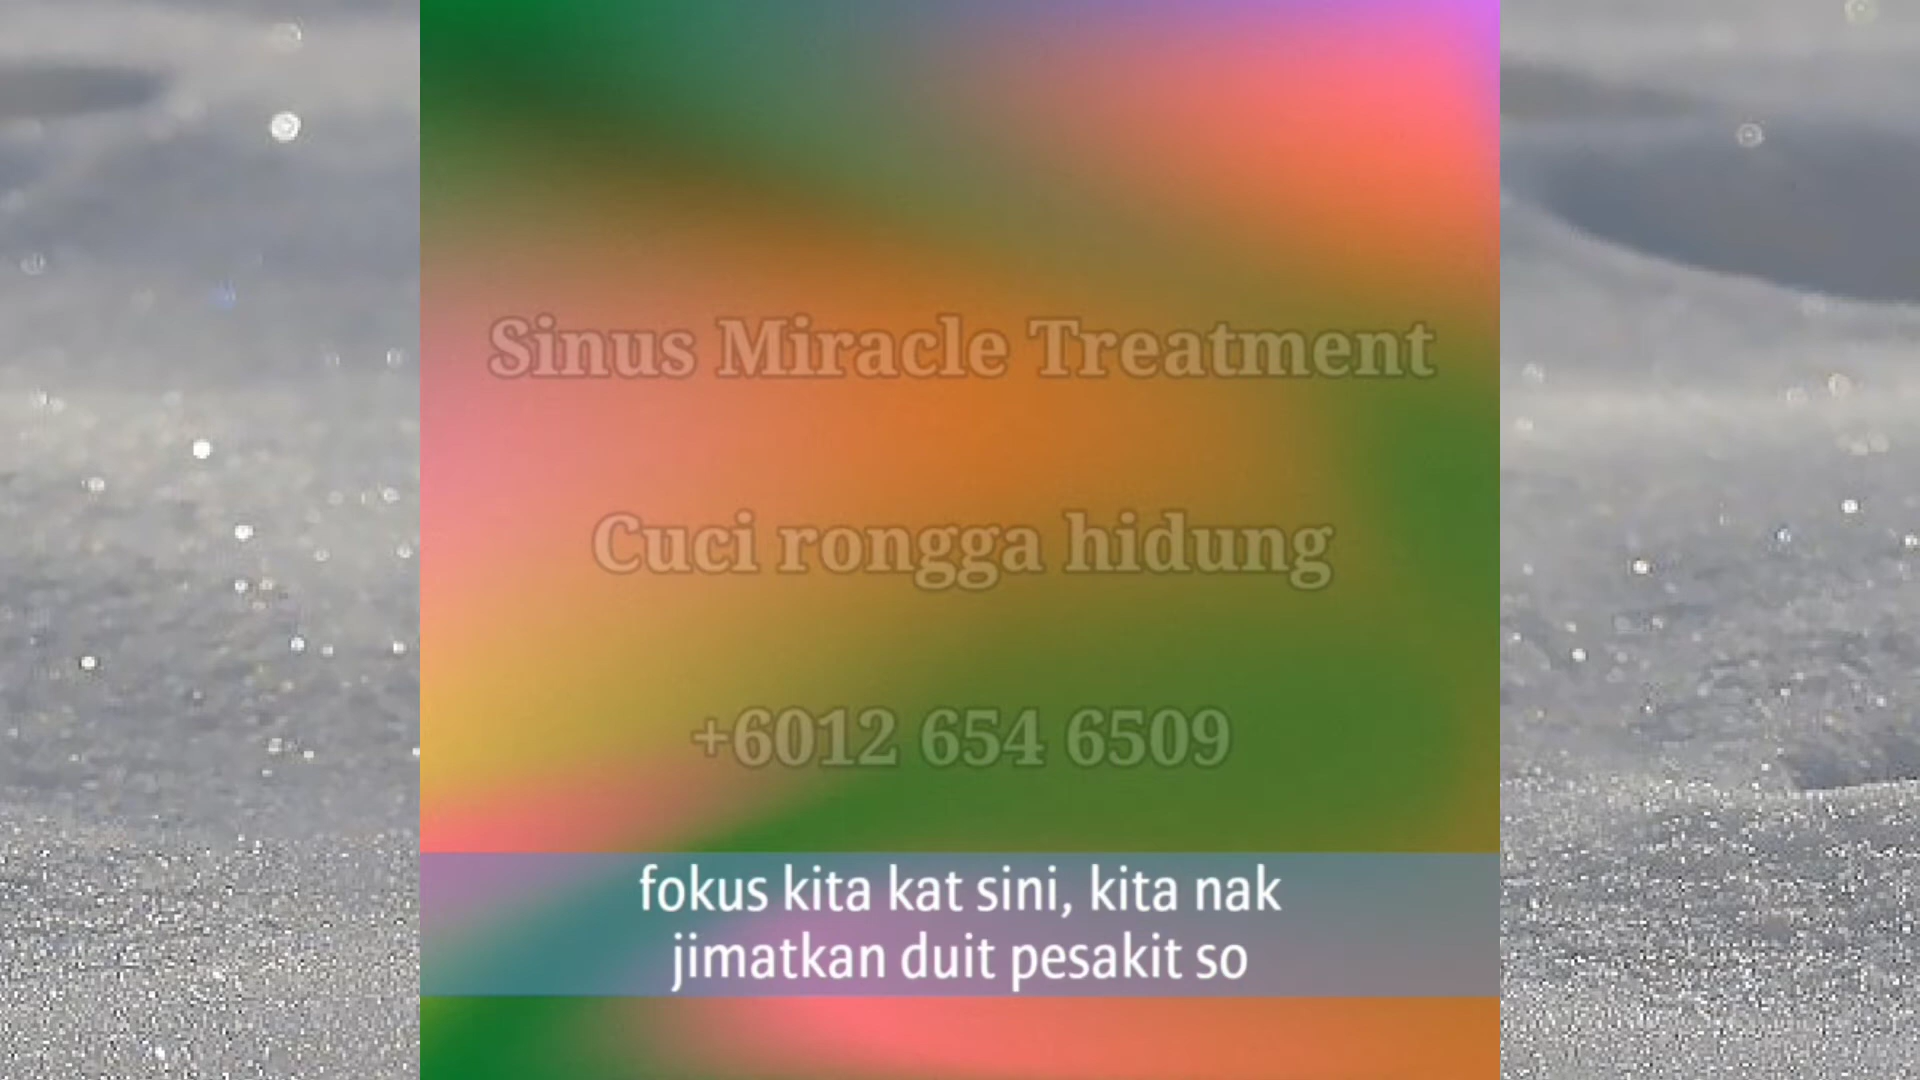 Sinus Miracle Treatment
Cuci rongga hidung
+6012 654 6509
fokus kita kat sini, kita nak
jimatkan duit pesakit so